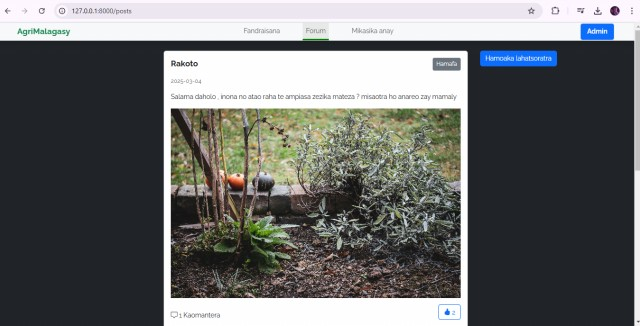 127.0.0.1:8000/posts
AgriMalagasy
Fandraisana
Forum
Mikasika anay
Admin
Rakoto
Hamafa
Hamoaka lahatsoratra
2025-03-04
Salama daholo , inona no atao raha te ampiasa zezika mateza ? misaotra ho anareo zay mamaly
1 Kaomantera
2